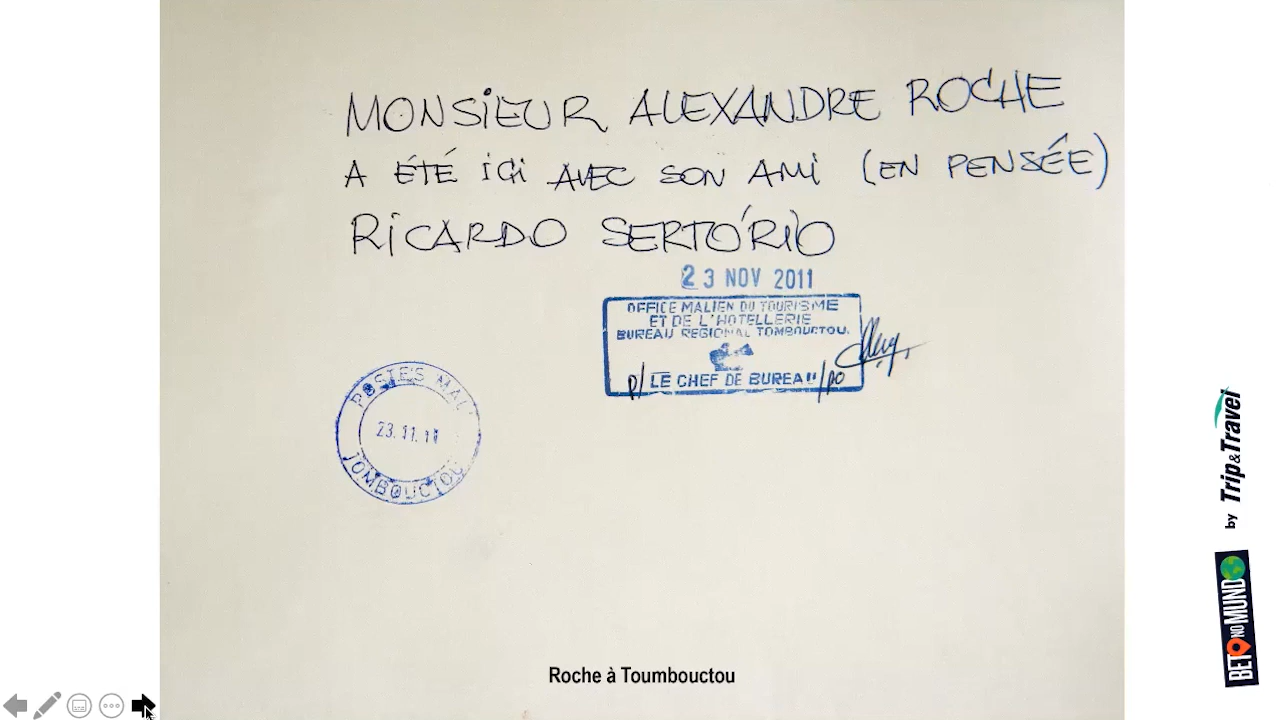 MONSIEUR ALEXANDRE ROCHE
A ÉTÉ ICI AVEC SON AMI (EN PENSÉE)
RICARDO SERTÓRIO
23 NOV 2011
OFFICE MALIEN DU TOURISME
ET DE L'HOTELLERIE
BUREAU REGIONAL TOMBOUCTOU.
P/ LE CHEF DE BUREAU /PO
POSTES MALI
23.11.11
TOMBOUCTOU
Roche à Toumbouctou
by Trip&Travel
BETO NO MUNDO